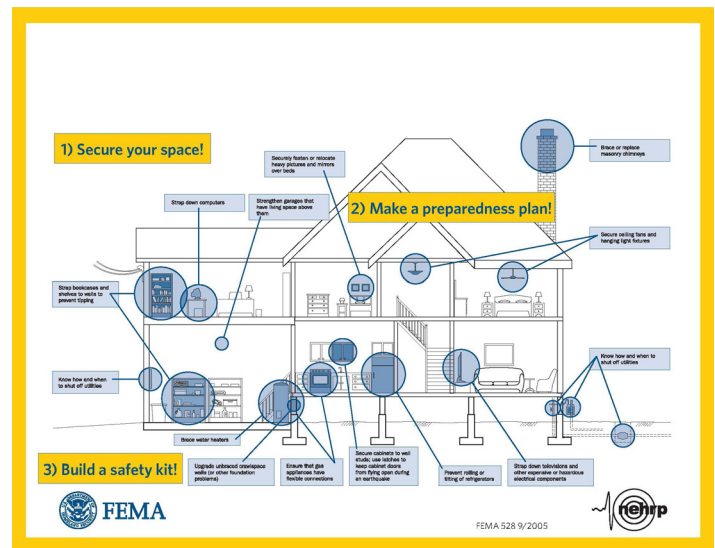 1) Secure your space!
Securely fasten or relocate
heavy pictures and mirrors
over beds
Brace or replace
masonry chimneys
Strap down computers
Strengthen garages that
have living space above
them
2) Make a preparedness plan!
Secure ceiling fans and
hanging light fixtures
Strap bookcases and
shelves to walls to
prevent tipping
Know how and when
to shut off utilities
Know how and when to
shut off utilities
Brace water heaters
3) Build a safety kit!
Upgrade unbraced crawlspace
walls (or other foundation
problems)
Ensure that gas
appliances have
flexible connections
Secure cabinets to wall
studs; use latches to
keep cabinet doors
from flying open during
an earthquake
Prevent rolling or
tilting of refrigerators
Strap down televisions and
other expensive or hazardous
electrical components
FEMA
FEMA 528 9/2005
nehrp